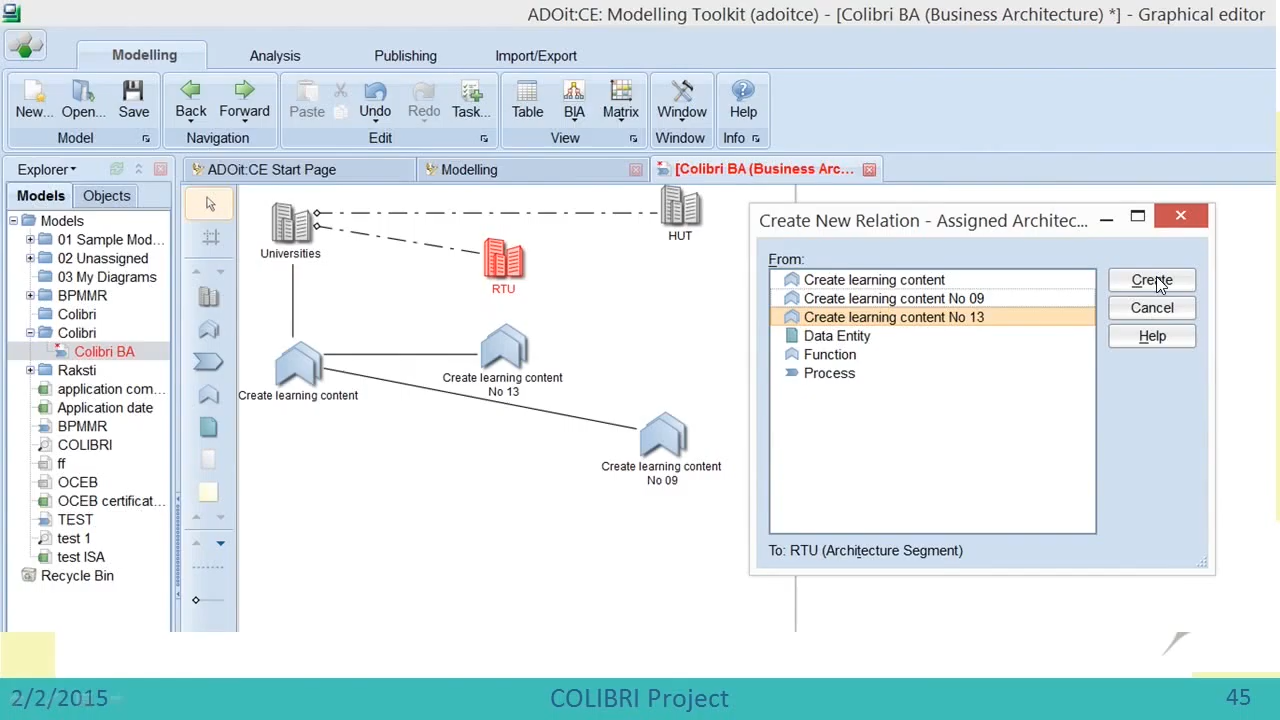 ADOit:CE: Modelling Toolkit (adoitce) - [Colibri BA (Business Architecture) *] - Graphical editor
Modelling
Analysis
Publishing
Import/Export
New...
Open...
Save
Back
Forward
Paste
Undo
Redo
Task...
Table
BIA
Matrix
Window
Help
Model
Navigation
Edit
View
Window
Info
Explorer
ADOit:CE Start Page
Modelling
[Colibri BA (Business Arc...
Models
Objects
Models
01 Sample Mod...
02 Unassigned
03 My Diagrams
BPMMR
Colibri
Colibri
Colibri BA
Raksti
application com...
Application date
BPMMR
COLIBRI
ff
OCEB
OCEB certificat...
TEST
test 1
test ISA
Recycle Bin
Universities
HUT
RTU
Create learning content
Create learning content
No 13
Create learning content
No 09
Create New Relation - Assigned Architec...
From:
Create learning content
Create learning content No 09
Create learning content No 13
Data Entity
Function
Process
Create
Cancel
Help
To: RTU (Architecture Segment)
2/2/2015
COLIBRI Project
45